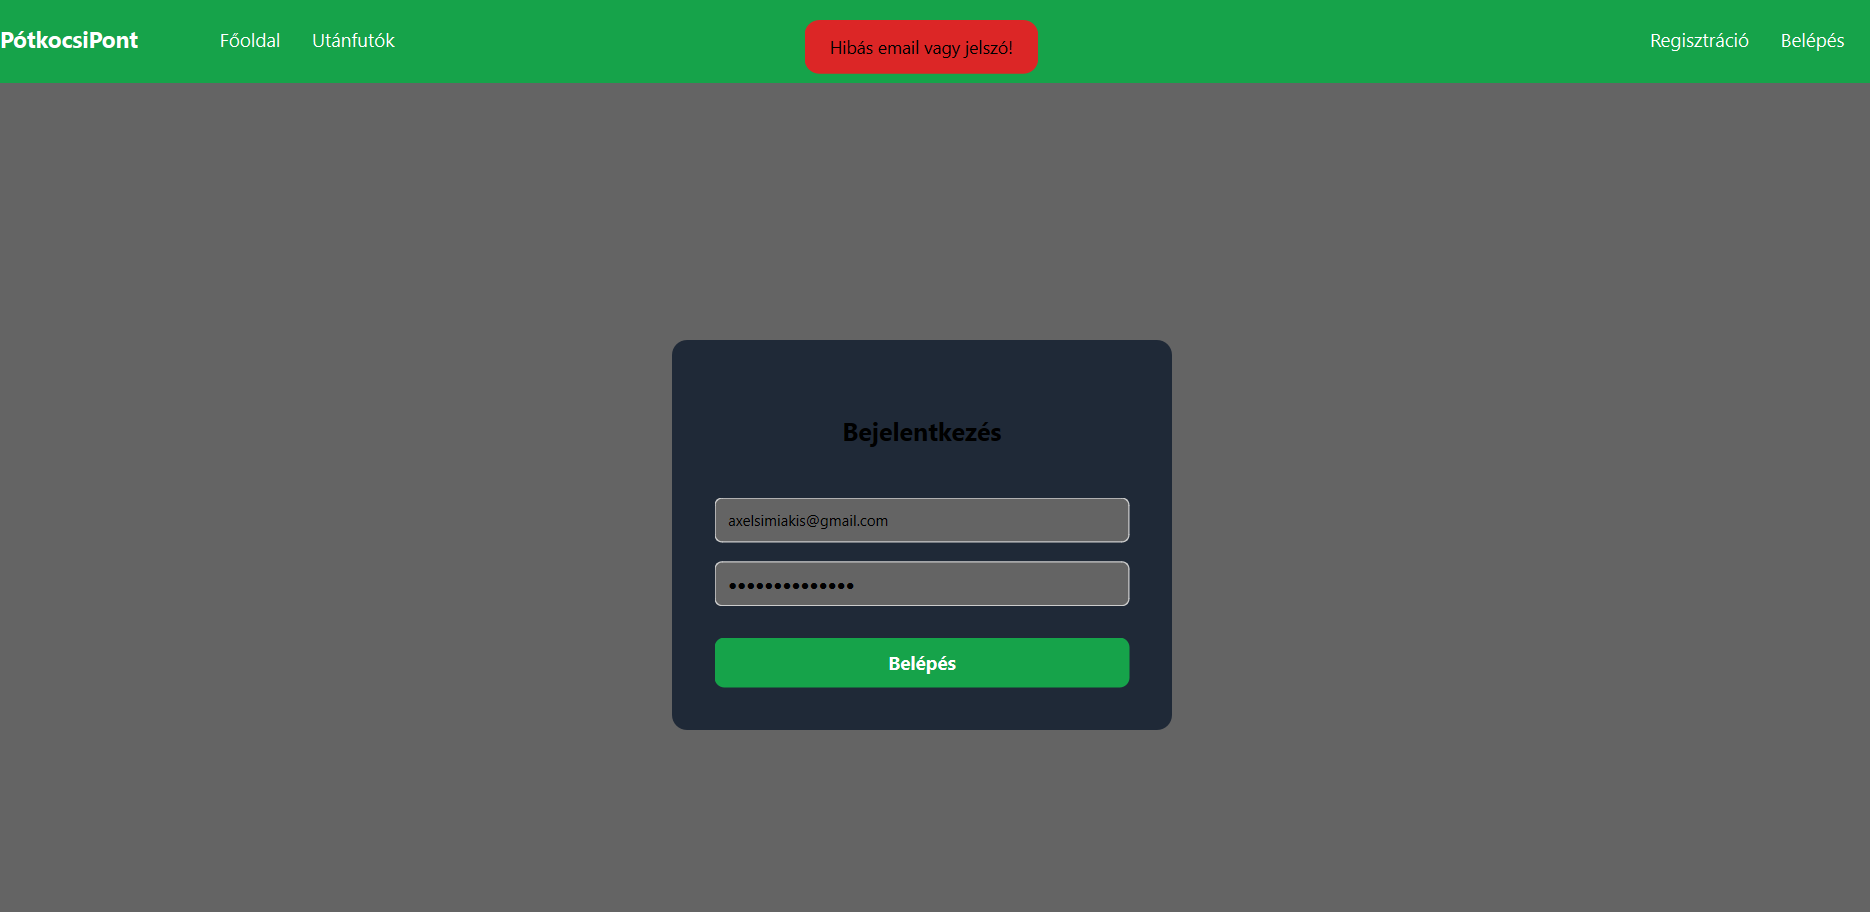 PótkocsiPont
Főoldal
Utánfutók
Hibás email vagy jelszó!
Regisztráció
Belépés
Bejelentkezés
axelsimiakis@gmail.com
••••••••••••••
Belépés